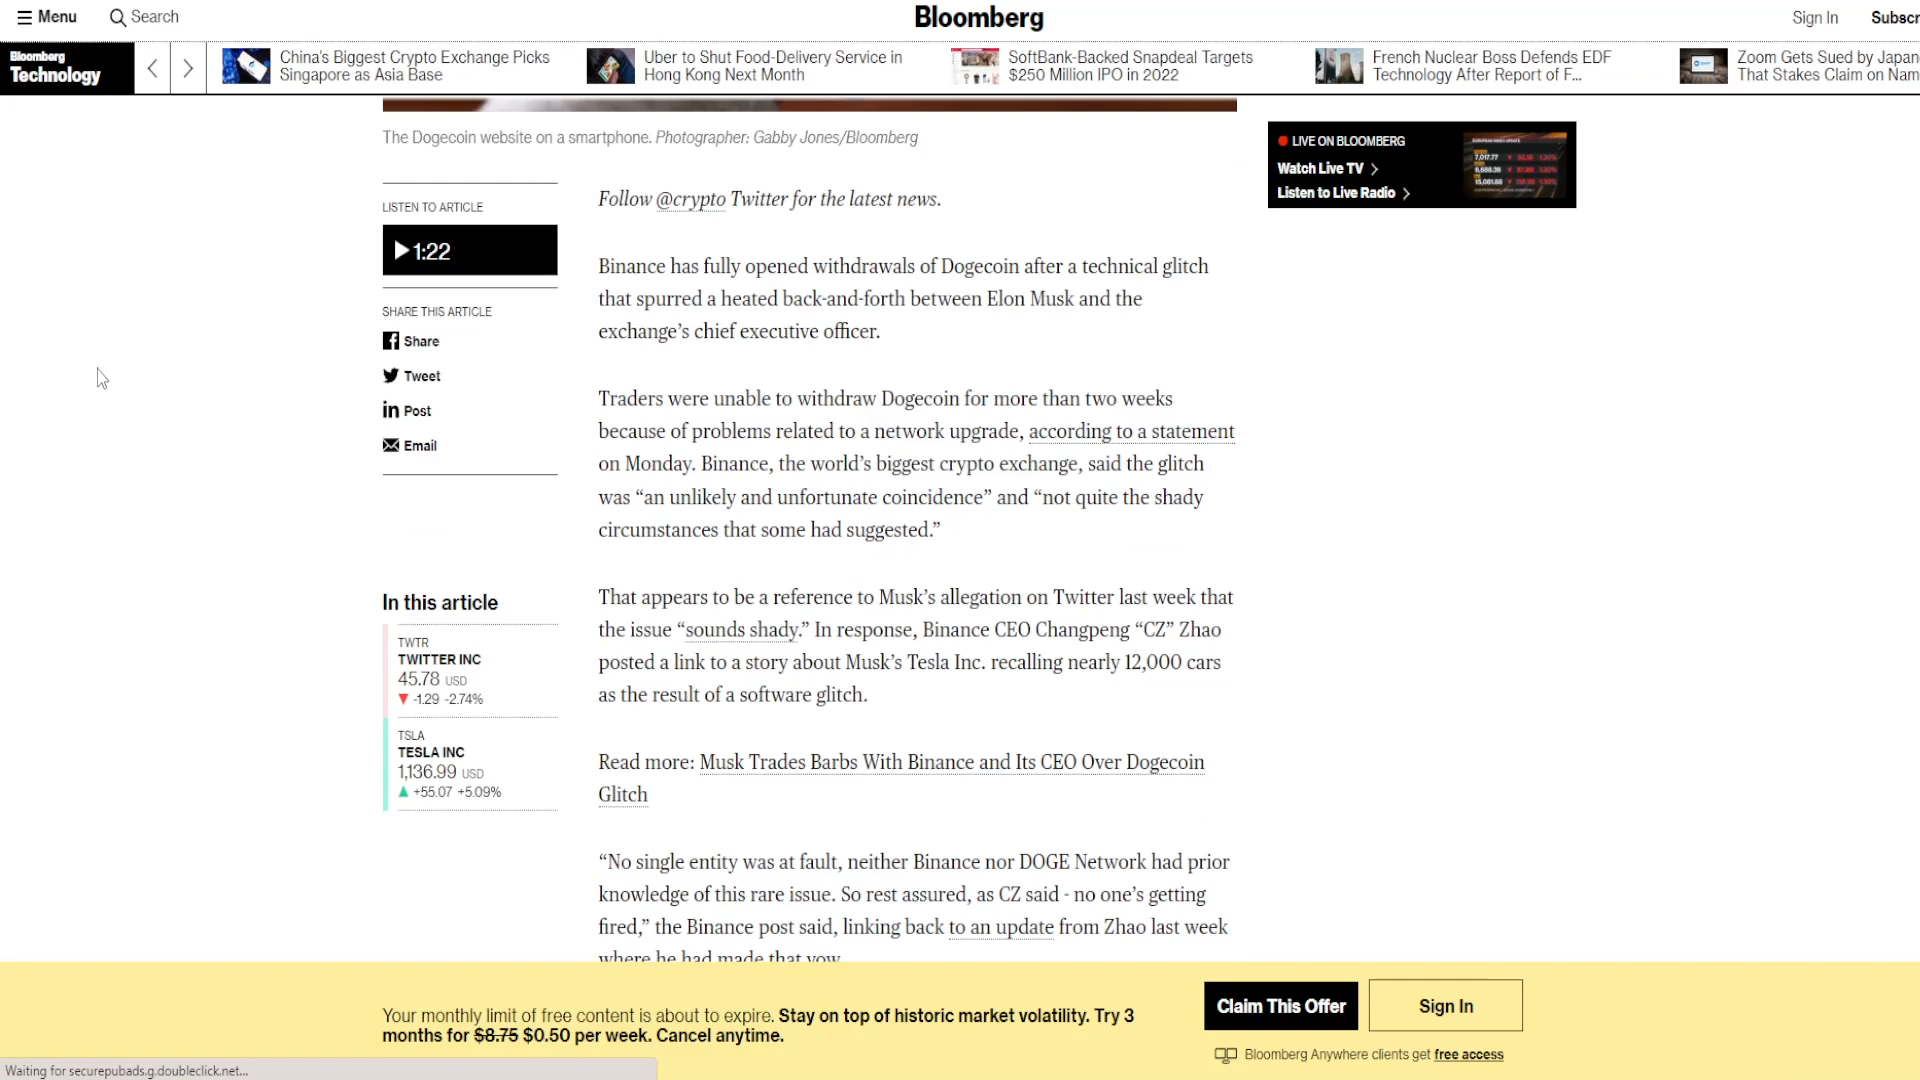 Menu
Search
Bloomberg
Sign In
Subscr
Bloomberg
Technology
China's Biggest Crypto Exchange Picks
Singapore as Asia Base
Uber to Shut Food-Delivery Service in
Hong Kong Next Month
SoftBank-Backed Snapdeal Targets
$250 Million IPO in 2022
French Nuclear Boss Defends EDF
Technology After Report of F...
Zoom Gets Sued by Japan
That Stakes Claim on Nam
The Dogecoin website on a smartphone. Photographer: Gabby Jones/Bloomberg
LISTEN TO ARTICLE
1:22
SHARE THIS ARTICLE
Share
Tweet
Post
Email
In this article
TWTR
TWITTER INC
45.78 USD
▼ -1.29 -2.74%
TSLA
TESLA INC
1,136.99 USD
▲ +55.07 +5.09%
Follow @crypto Twitter for the latest news.
Binance has fully opened withdrawals of Dogecoin after a technical glitch
that spurred a heated back-and-forth between Elon Musk and the
exchange's chief executive officer.
Traders were unable to withdraw Dogecoin for more than two weeks
because of problems related to a network upgrade, according to a statement
on Monday. Binance, the world's biggest crypto exchange, said the glitch
was “an unlikely and unfortunate coincidence” and “not quite the shady
circumstances that some had suggested.”
That appears to be a reference to Musk's allegation on Twitter last week that
the issue “sounds shady.” In response, Binance CEO Changpeng “CZ” Zhao
posted a link to a story about Musk's Tesla Inc. recalling nearly 12,000 cars
as the result of a software glitch.
Read more: Musk Trades Barbs With Binance and Its CEO Over Dogecoin
Glitch
“No single entity was at fault, neither Binance nor DOGE Network had prior
knowledge of this rare issue. So rest assured, as CZ said - no one's getting
fired,” the Binance post said, linking back to an update from Zhao last week
where he had made that vow.
LIVE ON BLOOMBERG
Watch Live TV
Listen to Live Radio
Your monthly limit of free content is about to expire. Stay on top of historic market volatility. Try 3
months for $8.75 $0.50 per week. Cancel anytime.
Claim This Offer
Sign In
Bloomberg Anywhere clients get free access
Waiting for securepubads.g.doubleclick.net...